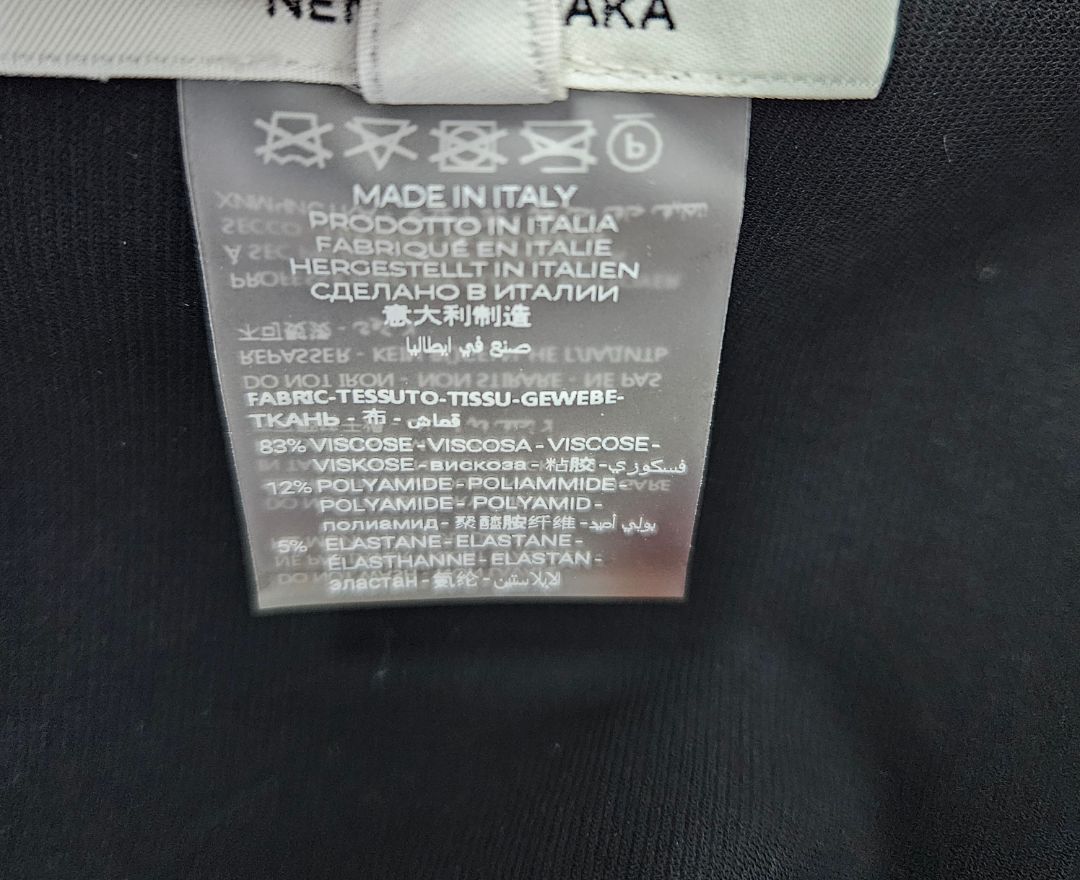 AKA
MADE IN ITALY
PRODOTTO IN ITALIA
FABRIQUÉ EN ITALIE
HERGESTELLT IN ITALIEN
СДЕЛАНО В ИТАЛИИ
意大利制造
صنع في ايطاليا
FABRIC-TESSUTO-TISSU-GEWEBE-
ТКАНЬ - 布 - قماش
83% VISCOSE - VISCOSA - VISCOSE -
VISKOSE - вискоза - 粘胶 - فسكوزي
12% POLYAMIDE - POLIAMMIDE -
POLYAMIDE - POLYAMID -
полиамид - 聚醯胺纤维 - بولي أميد
5% ELASTANE - ELASTANE -
ÉLASTHANNE - ELASTAN -
эластан - 氨纶 - الايلاستين